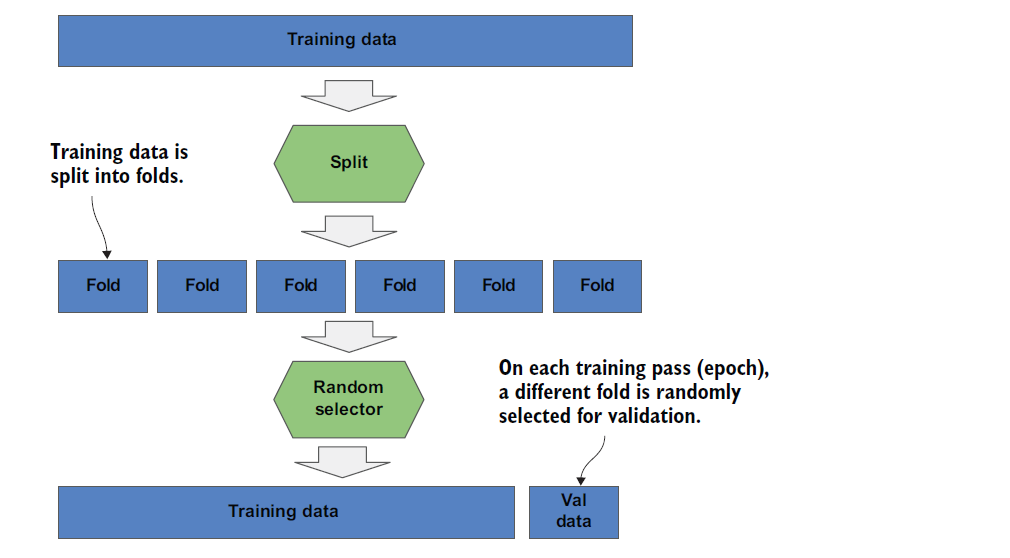 Training data
Training data is
split into folds.
Split
Fold
Fold
Fold
Fold
Fold
Fold
Random
selector
On each training pass (epoch),
a different fold is randomly
selected for validation.
Training data
Val
data